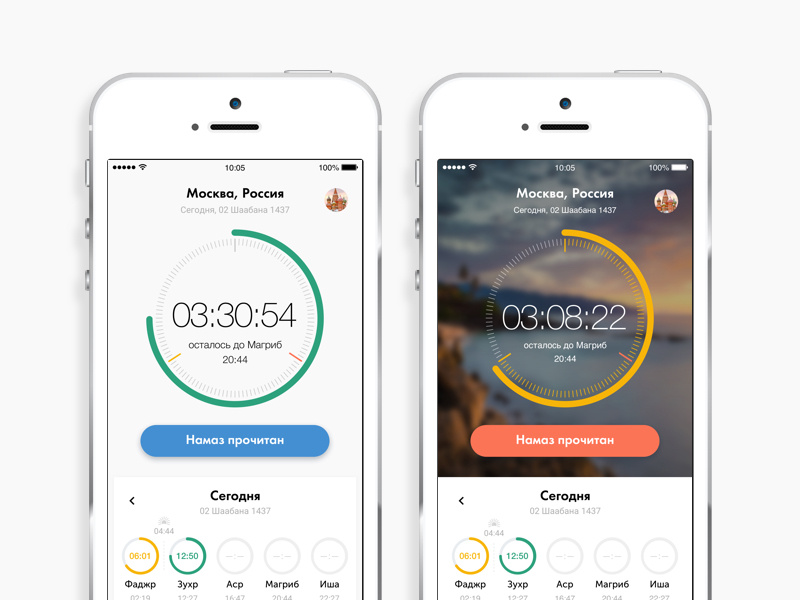 10:05
100%
Москва, Россия
Сегодня, 02 Шаабана 1437
03:30:54
осталось до Магриб
20:44
Намаз прочитан
Сегодня
02 Шаабана 1437
04:44
06:01 12:50 --:-- --:-- --:--
Фаджр Зухр Аср Магриб Иша
02:19 12:27 16:47 20:44 22:27
10:05
100%
Москва, Россия
Сегодня, 02 Шаабана 1437
03:08:22
осталось до Магриб
20:44
Намаз прочитан
Сегодня
02 Шаабана 1437
04:44
06:01 12:50 --:-- --:-- --:--
Фаджр Зухр Аср Магриб Иша
02:19 12:27 16:47 20:44 22:27